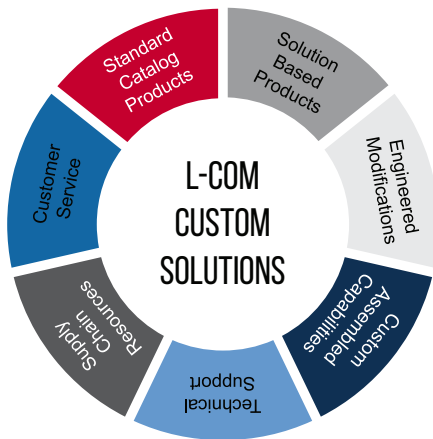 L-COM
CUSTOM
SOLUTIONS
Standard
Catalog
Products
Solution
Based
Products
Engineered
Modifications
Custom
Assembled
Capabilities
Technical
Support
Supply
Chain
Resources
Customer
Service